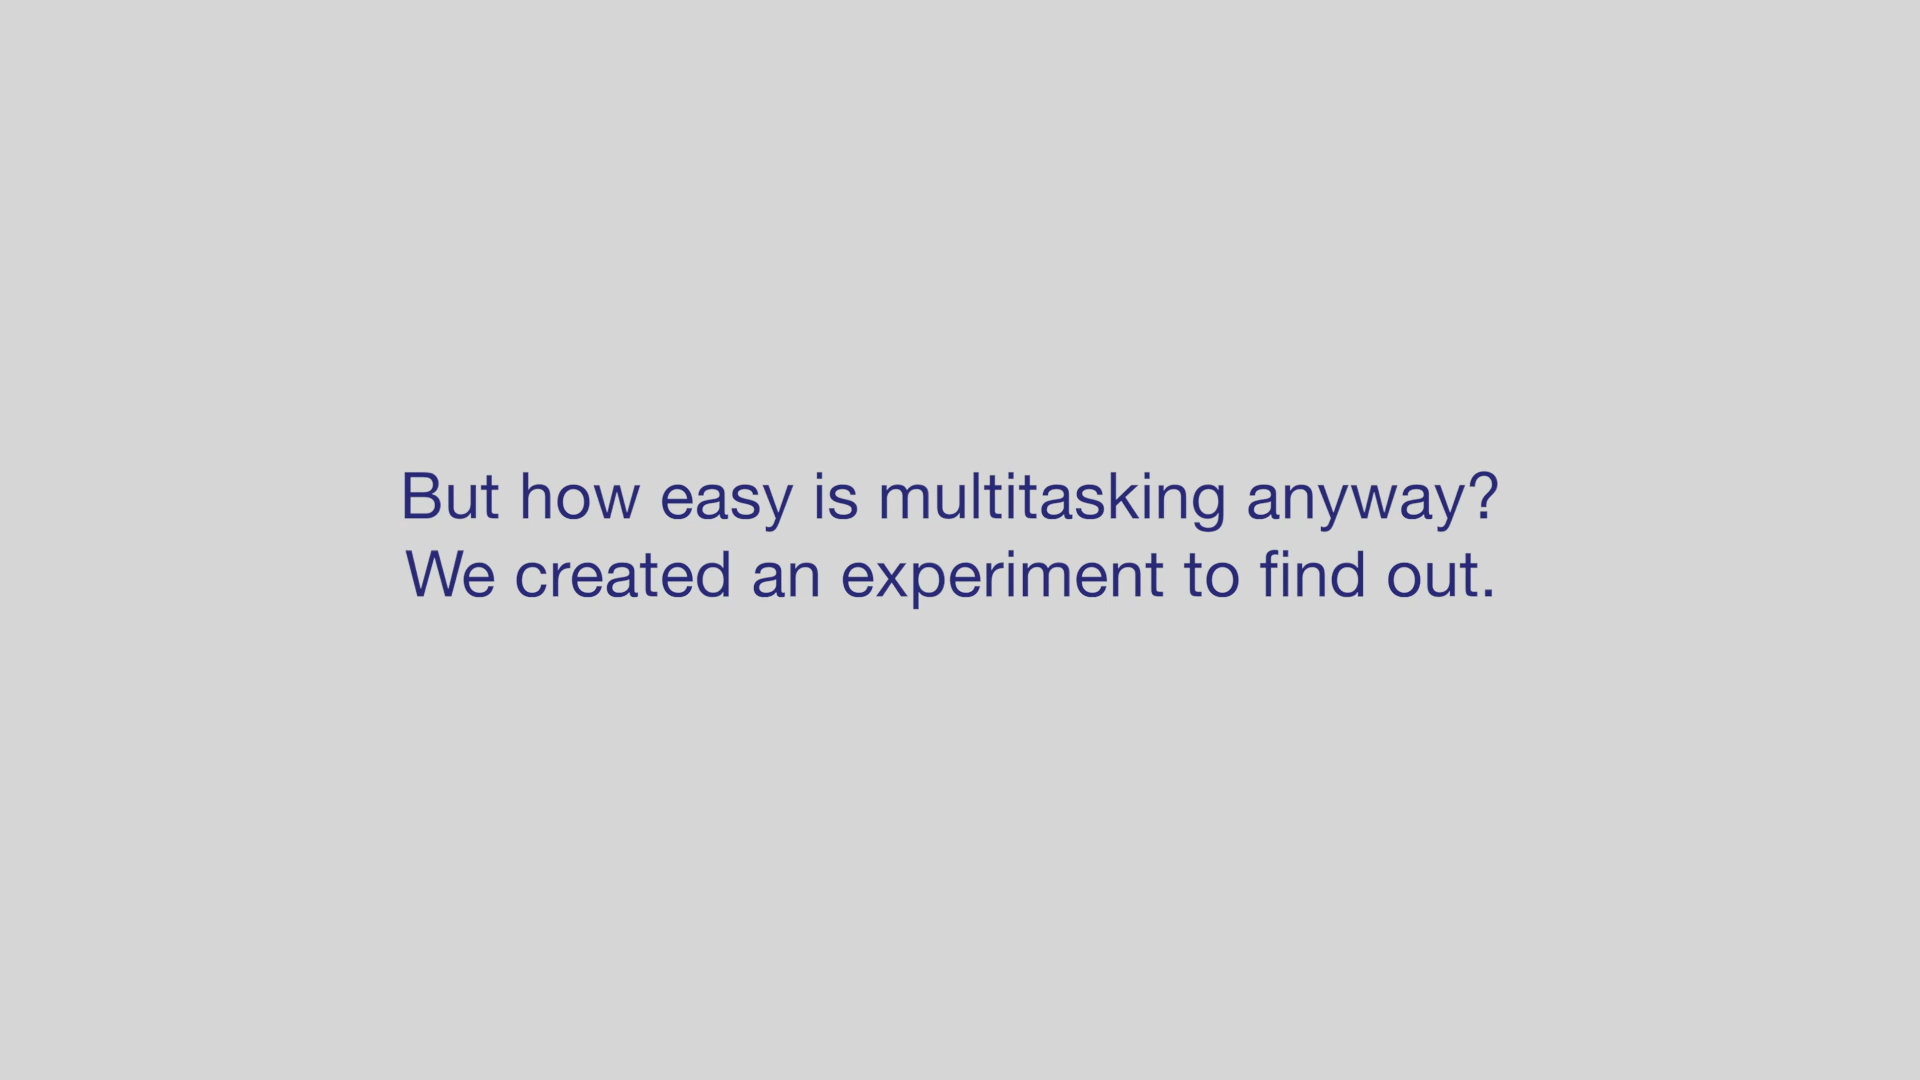 But how easy is multitasking anyway?
We created an experiment to find out.